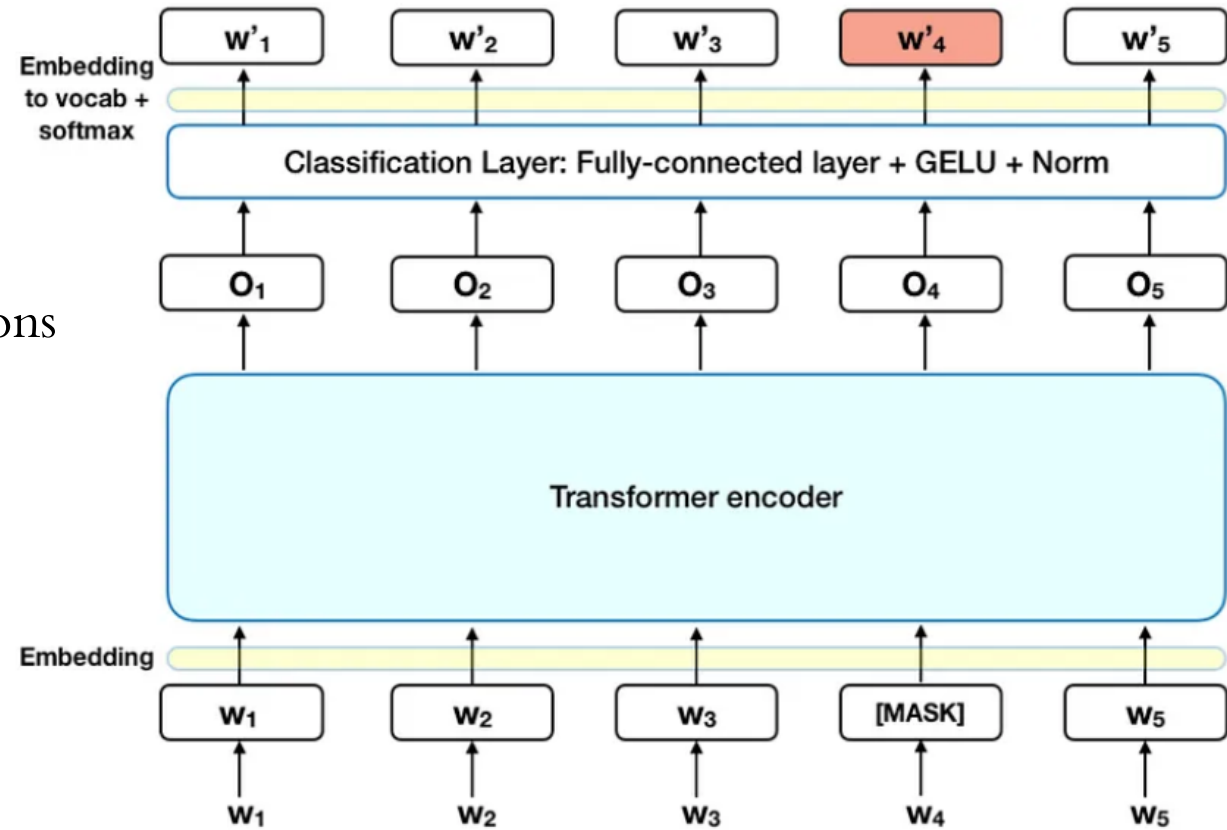 w'1 w'2 w'3 w'4 w'5
Embedding
to vocab +
softmax
Classification Layer: Fully-connected layer + GELU + Norm
O1 O2 O3 O4 O5
ons
Transformer encoder
Embedding
W1 W2 W3 [MASK] W5
W1 W2 W3 W4 W5